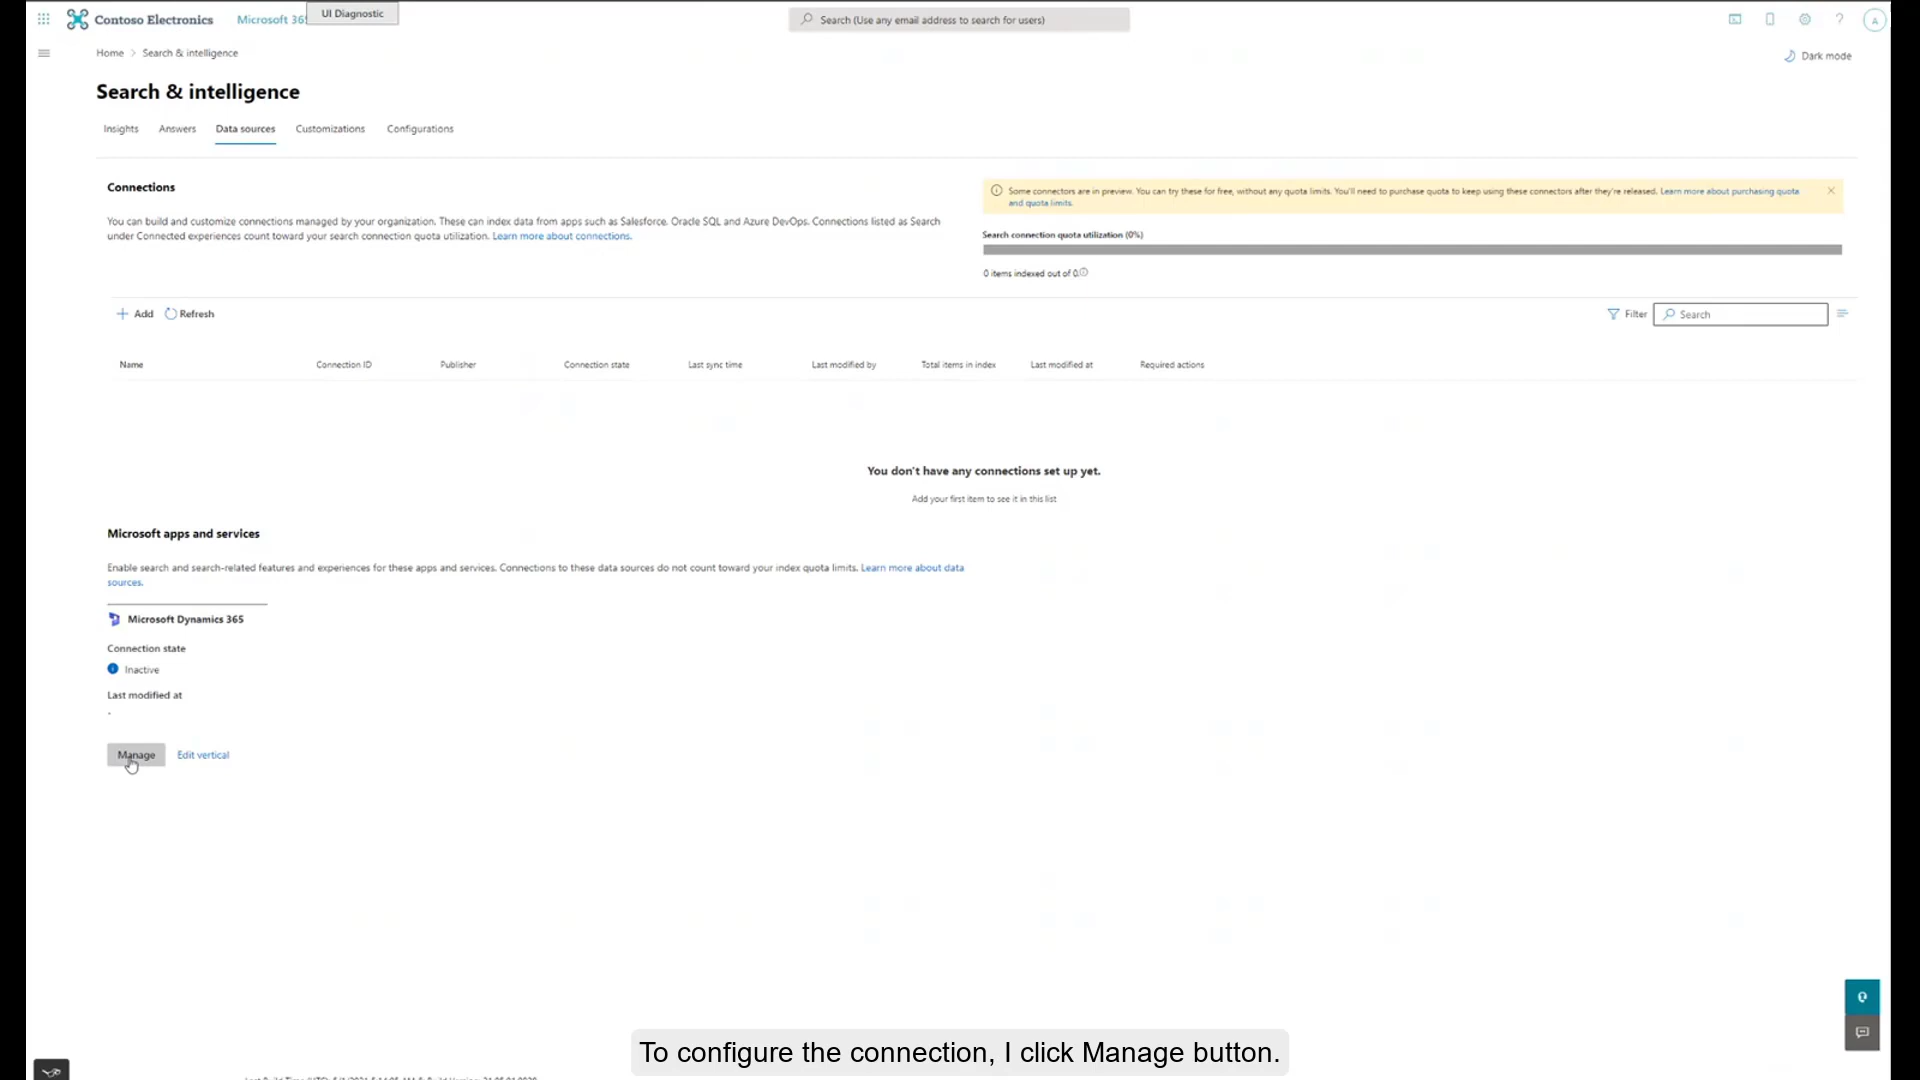 Contoso Electronics
Microsoft 36
UI Diagnostic
Search (Use any email address to search for users)
?
A
Home > Search & intelligence
Dark mode
Search & intelligence
Insights
Answers
Data sources
Customizations
Configurations
Connections
You can build and customize connections managed by your organization. These can index data from apps such as Salesforce, Oracle SQL and Azure DevOps. Connections listed as Search
under Connected experiences count toward your search connection quota utilization. Learn more about connections.
Some connectors are in preview. You can try these for free, without any quota limits. You'll need to purchase quota to keep using these connectors after they're released. Learn more about purchasing quota
and quota limits.
Search connection quota utilization (0%)
0 items indexed out of 0
Add
Refresh
Filter
Search
Name
Connection ID
Publisher
Connection state
Last sync time
Last modified by
Total items in index
Last modified at
Required actions
You don't have any connections set up yet.
Add your first item to see it in this list
Microsoft apps and services
Enable search and search-related features and experiences for these apps and services. Connections to these data sources do not count toward your index quota limits. Learn more about data
sources.
Microsoft Dynamics 365
Connection state
Inactive
Last modified at
-
Manage
Edit vertical
To configure the connection, I click Manage button.